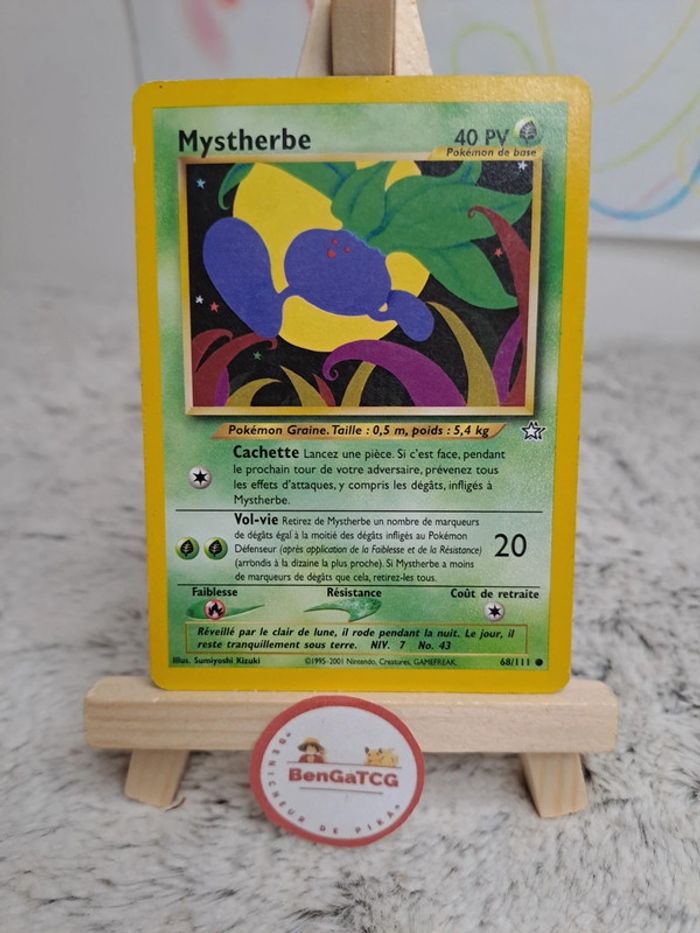 Mystherbe
40 PV
Pokémon de base
Pokémon Graine. Taille : 0,5 m, poids : 5,4 kg
Cachette Lancez une pièce. Si c'est face, pendant
le prochain tour de votre adversaire, prévenez tous
les effets d'attaques, y compris les dégâts, infligés à
Mystherbe.
Vol-vie Retirez de Mystherbe un nombre de marqueurs
de dégâts égal à la moitié des dégâts infligés au Pokémon
Défenseur (après application de la Faiblesse et de la Résistance)
(arrondis à la dizaine la plus proche). Si Mystherbe a moins
de marqueurs de dégâts que cela, retirez-les tous.
20
Faiblesse
Résistance
Coût de retraite
Réveillé par le clair de lune, il rode pendant la nuit. Le jour, il
reste tranquillement sous terre. NIV. 7 No. 43
Illus. Sumiyoshi Kizuki
©1995-2001 Nintendo, Creatures, GAMEFREAK.
68/111
BenGaTCG
"DENICHEUR DE PIKA"